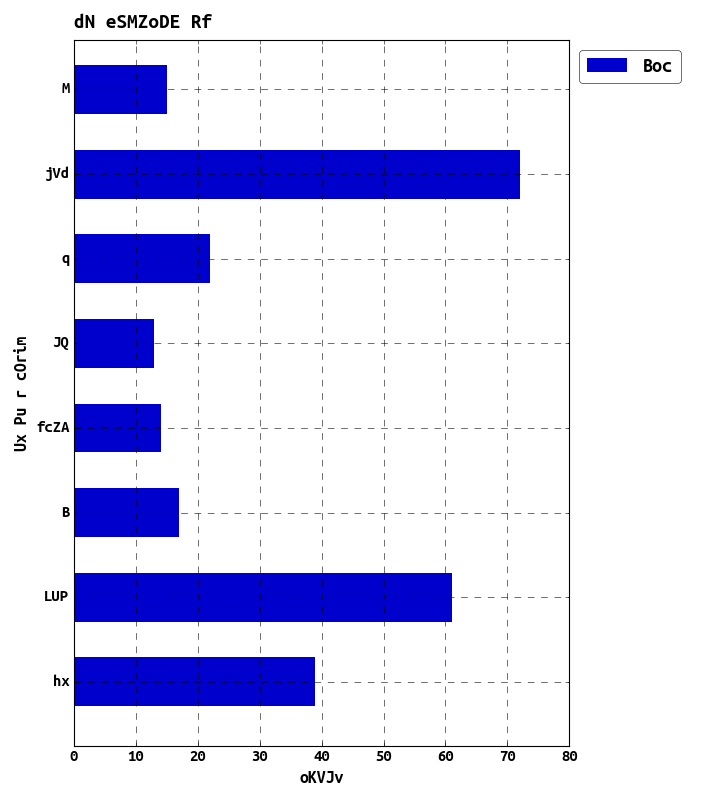 dN eSMZoDE Rf
Boc
M
jVd
q
JQ
fcZA
B
LUP
hx
Ux Pu r cOrim
0 10 20 30 40 50 60 70 80
oKVJv